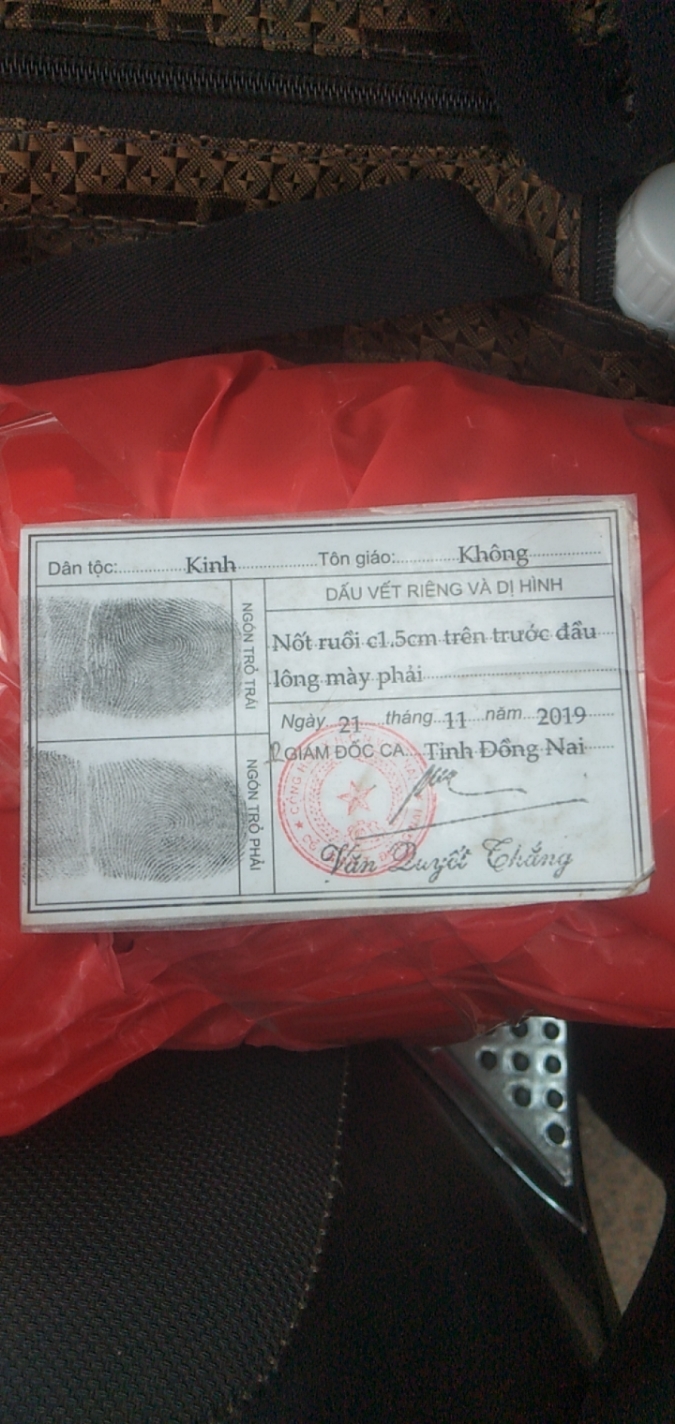 Dân tộc:............Kinh................Tôn giáo:............Không..............
NGÓN TRỎ TRÁI
NGÓN TRỎ PHẢI
DẤU VẾT RIÊNG VÀ DỊ HÌNH
Nốt ruồi c1.5cm trên trước đầu
lông mày phải
Ngày 21 tháng 11 năm 2019
GIÁM ĐỐC CA Tỉnh Đồng Nai
Văn Quyết Thắng